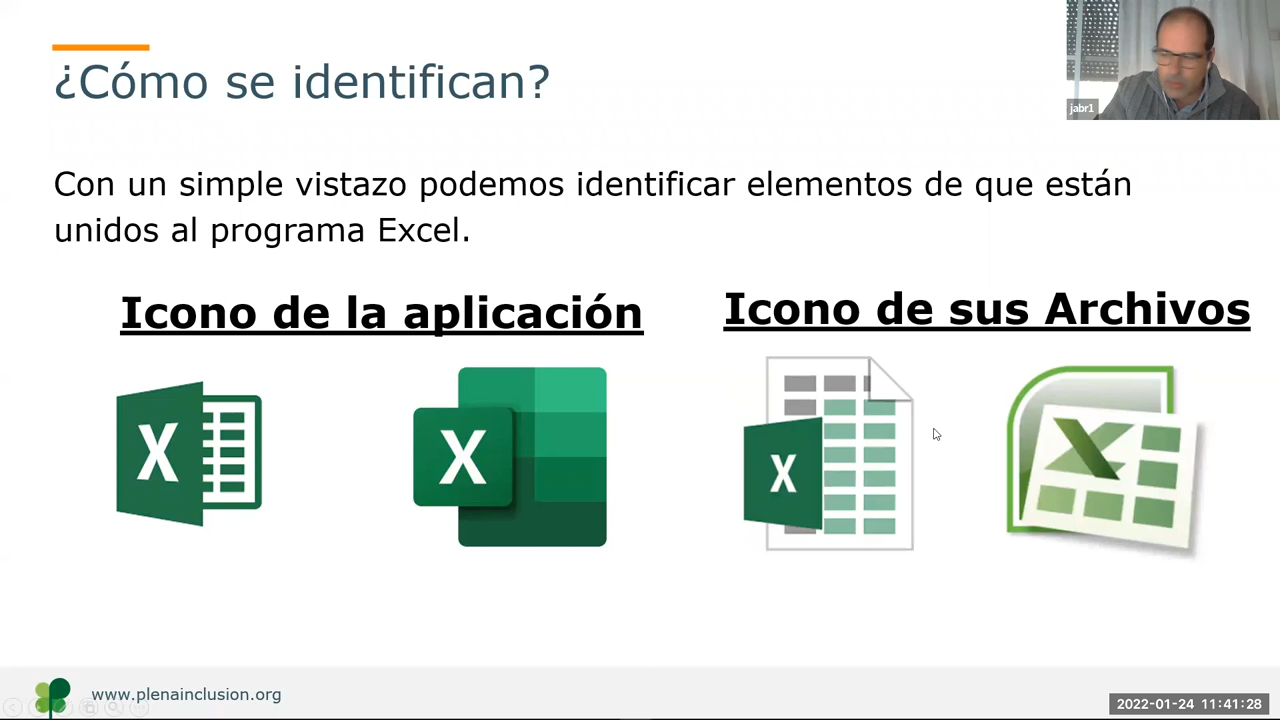 ¿Cómo se identifican?
jabr1
Con un simple vistazo podemos identificar elementos de que están
unidos al programa Excel.
Icono de la aplicación
Icono de sus Archivos
X
X
X
X
www.plenainclusion.org
2022-01-24 11:41:28